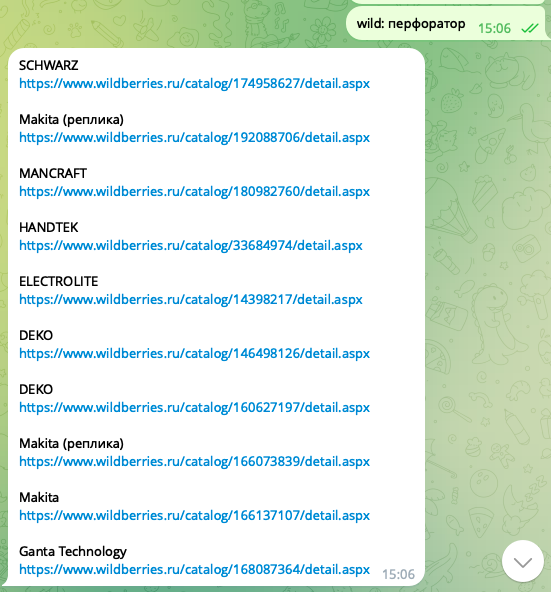 wild: перфоратор
15:06
SCHWARZ
https://www.wildberries.ru/catalog/174958627/detail.aspx
Makita (реплика)
https://www.wildberries.ru/catalog/192088706/detail.aspx
MANCRAFT
https://www.wildberries.ru/catalog/180982760/detail.aspx
HANDTEK
https://www.wildberries.ru/catalog/33684974/detail.aspx
ELECTROLITE
https://www.wildberries.ru/catalog/14398217/detail.aspx
DEKO
https://www.wildberries.ru/catalog/146498126/detail.aspx
DEKO
https://www.wildberries.ru/catalog/160627197/detail.aspx
Makita (реплика)
https://www.wildberries.ru/catalog/166073839/detail.aspx
Makita
https://www.wildberries.ru/catalog/166137107/detail.aspx
Ganta Technology
https://www.wildberries.ru/catalog/168087364/detail.aspx
15:06